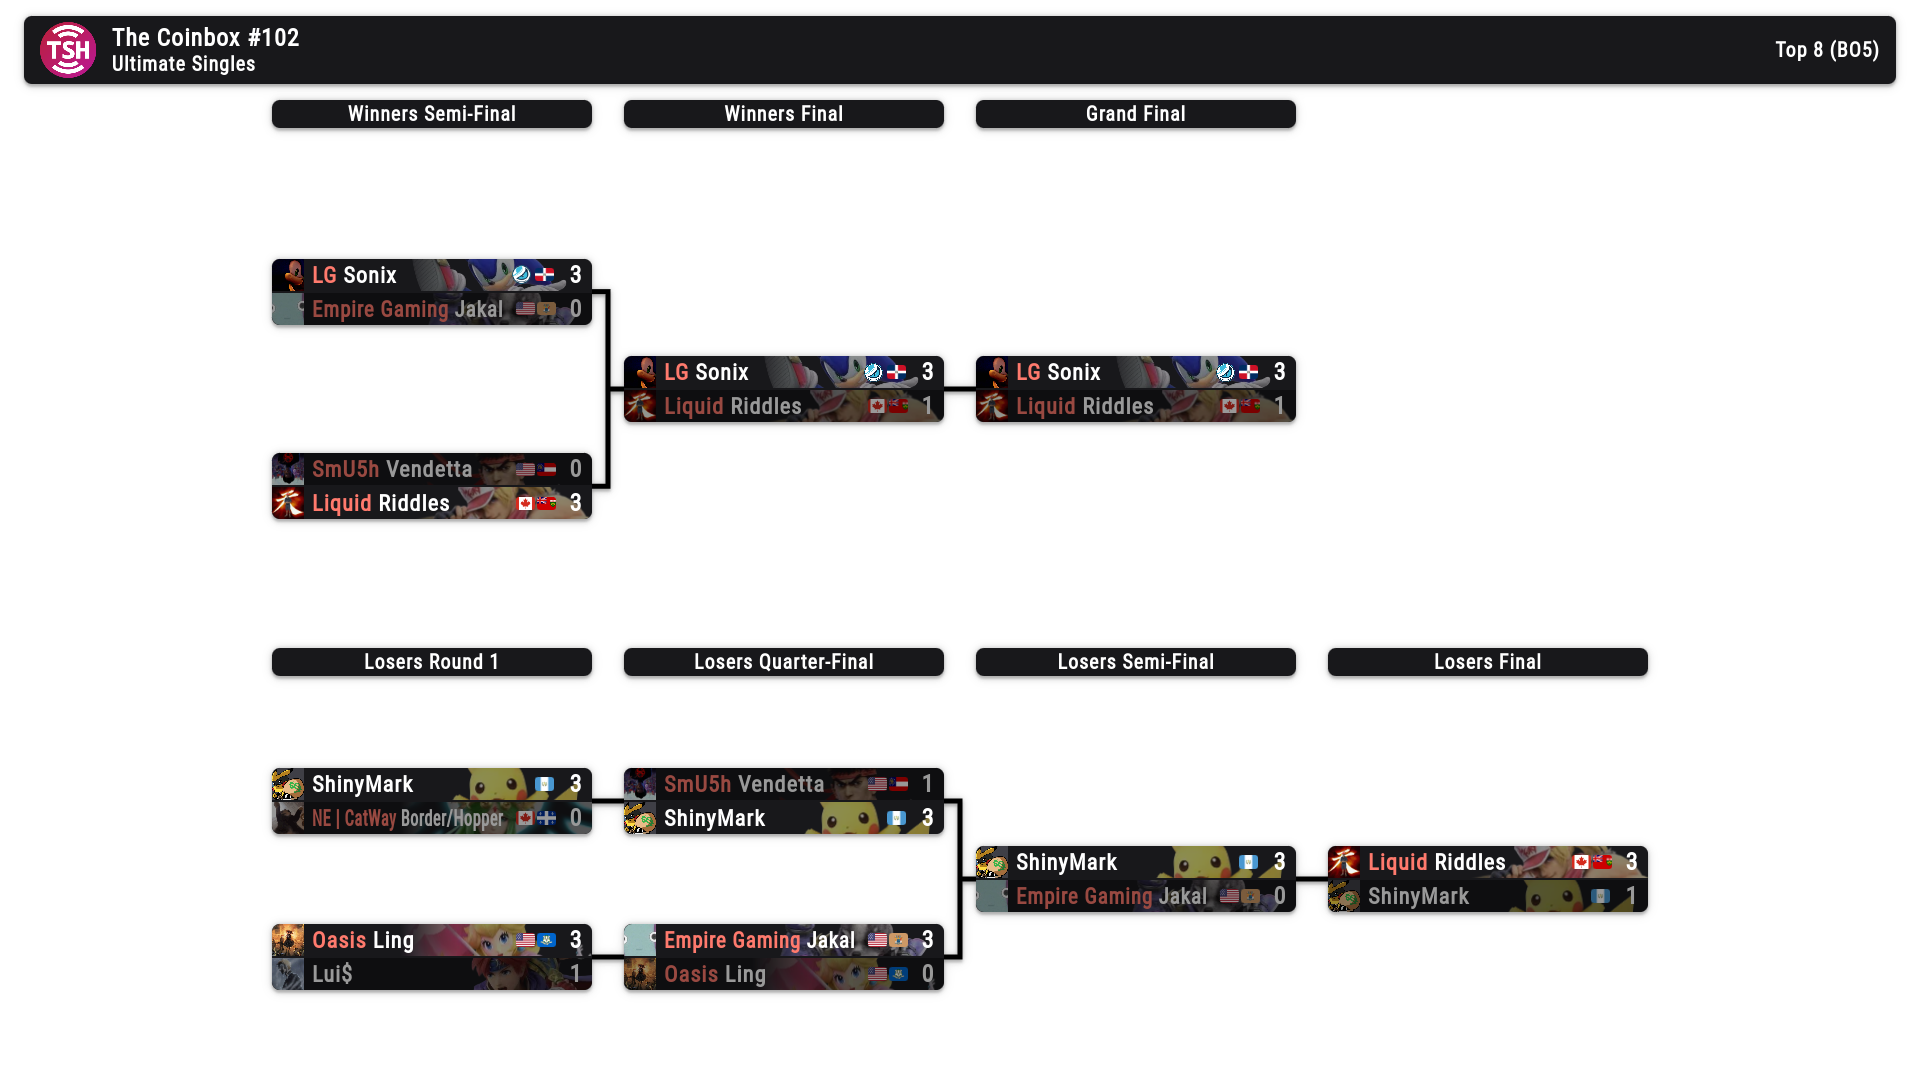 TSH
The Coinbox #102
Ultimate Singles
Top 8 (BO5)
Winners Semi-Final
Winners Final
Grand Final
LG Sonix 3
Empire Gaming Jakal 0
SmU5h Vendetta 0
Liquid Riddles 3
LG Sonix 3
Liquid Riddles 1
LG Sonix 3
Liquid Riddles 1
Losers Round 1
Losers Quarter-Final
Losers Semi-Final
Losers Final
ShinyMark 3
NE | CatWay Border/Hopper 0
Oasis Ling 3
Lui$ 1
SmU5h Vendetta 1
ShinyMark 3
Empire Gaming Jakal 3
Oasis Ling 0
ShinyMark 3
Empire Gaming Jakal 0
Liquid Riddles 3
ShinyMark 1